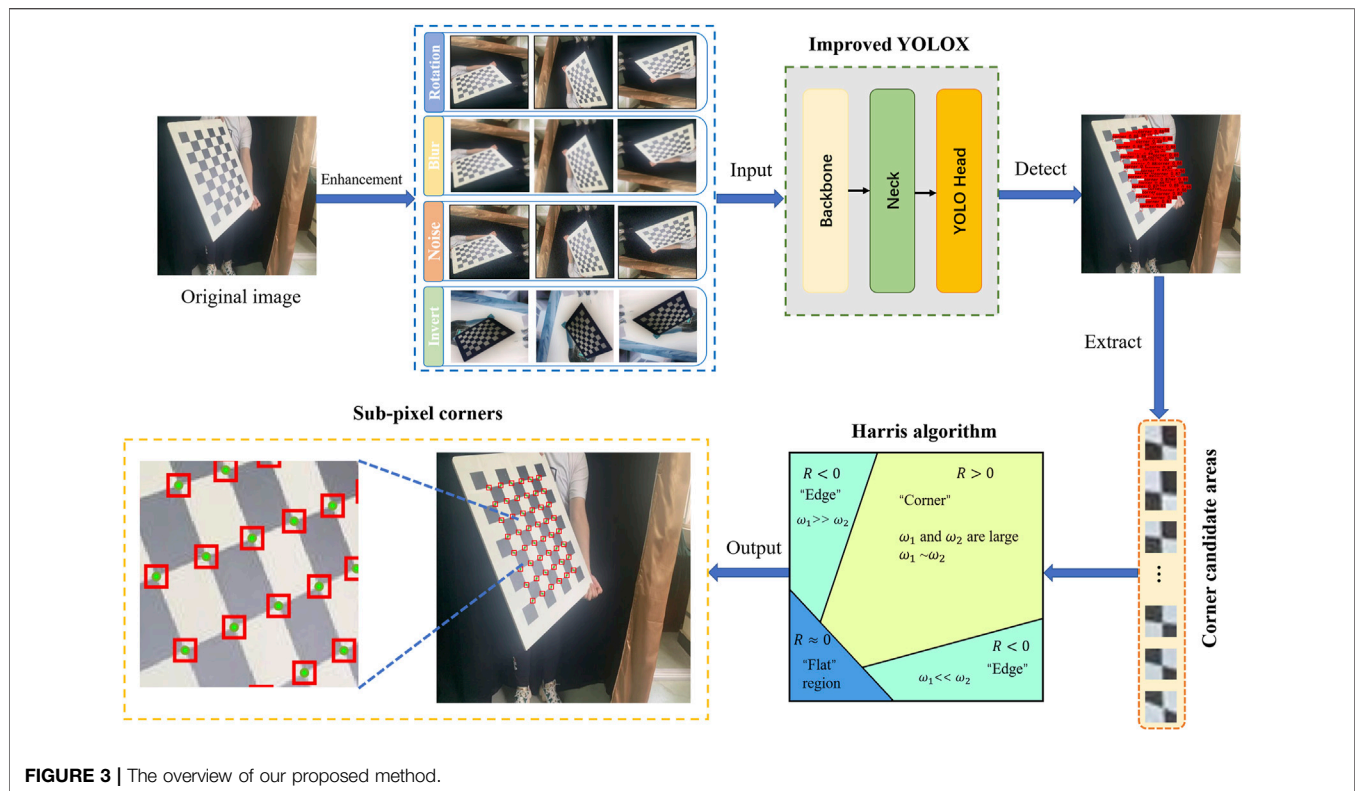 Original image
Enhancement
Rotation
Blur
Noise
Invert
Input
Improved YOLOX
Backbone
Neck
YOLO Head
Detect
Extract
Corner candidate areas
...
Harris algorithm
R < 0
"Edge"
ω₁>> ω₂
R > 0
"Corner"
ω₁ and ω₂ are large
ω₁ ~ω₂
R ≈ 0
"Flat"
region
R < 0
"Edge"
ω₁<< ω₂
Output
Sub-pixel corners
FIGURE 3 | The overview of our proposed method.